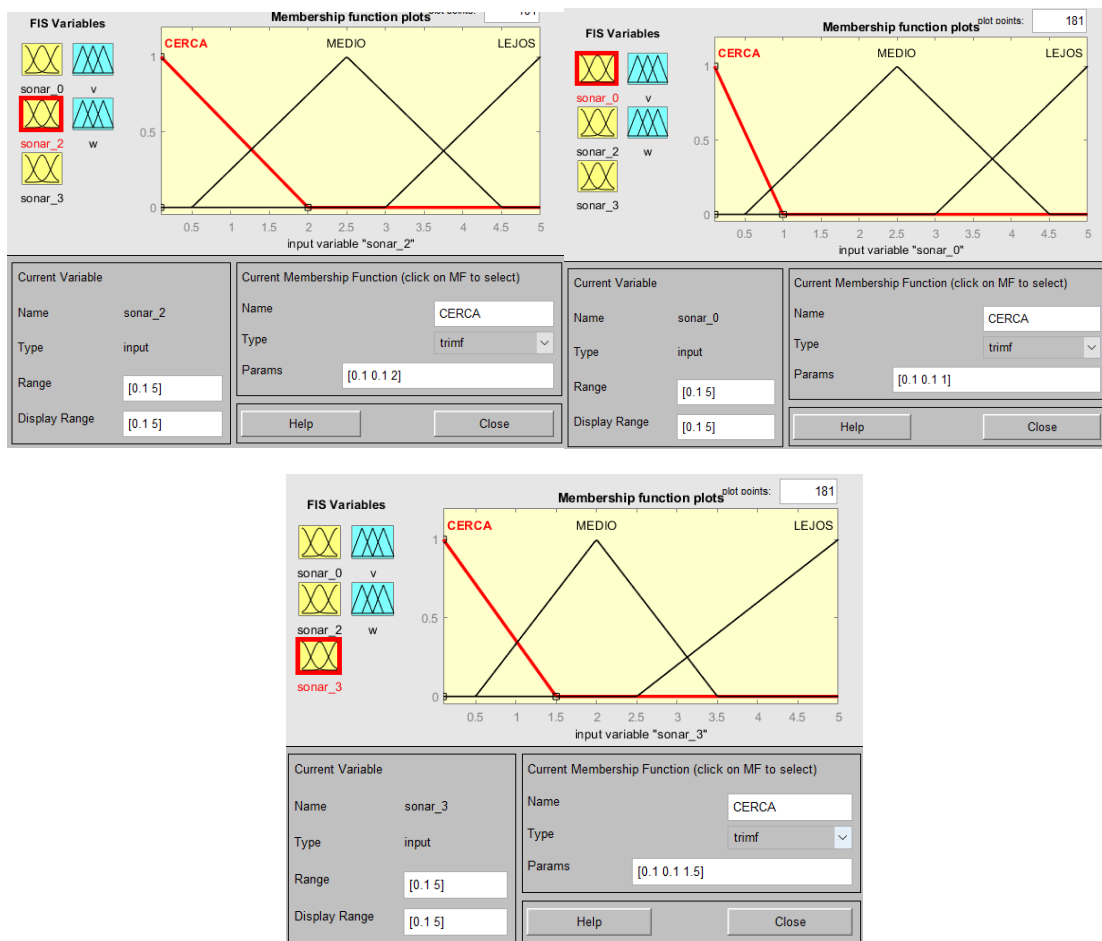 FIS Variables
Membership function plots
plot points: 181
CERCA MEDIO LEJOS
1
0.5
0
sonar_0 v
sonar_2 w
sonar_3
0.5 1 1.5 2 2.5 3 3.5 4 4.5 5
input variable "sonar_2"
Current Variable
Name sonar_2
Type input
Range [0.1 5]
Display Range [0.1 5]
Current Membership Function (click on MF to select)
Name CERCA
Type trimf
Params [0.1 0.1 2]
Help Close
FIS Variables
Membership function plots
plot points: 181
CERCA MEDIO LEJOS
1
0.5
0
sonar_0 v
sonar_2 w
sonar_3
0.5 1 1.5 2 2.5 3 3.5 4 4.5 5
input variable "sonar_0"
Current Variable
Name sonar_0
Type input
Range [0.1 5]
Display Range [0.1 5]
Current Membership Function (click on MF to select)
Name CERCA
Type trimf
Params [0.1 0.1 1]
Help Close
FIS Variables
Membership function plots
plot points: 181
CERCA MEDIO LEJOS
1
0.5
0
sonar_0 v
sonar_2 w
sonar_3
0.5 1 1.5 2 2.5 3 3.5 4 4.5 5
input variable "sonar_3"
Current Variable
Name sonar_3
Type input
Range [0.1 5]
Display Range [0.1 5]
Current Membership Function (click on MF to select)
Name CERCA
Type trimf
Params [0.1 0.1 1.5]
Help Close